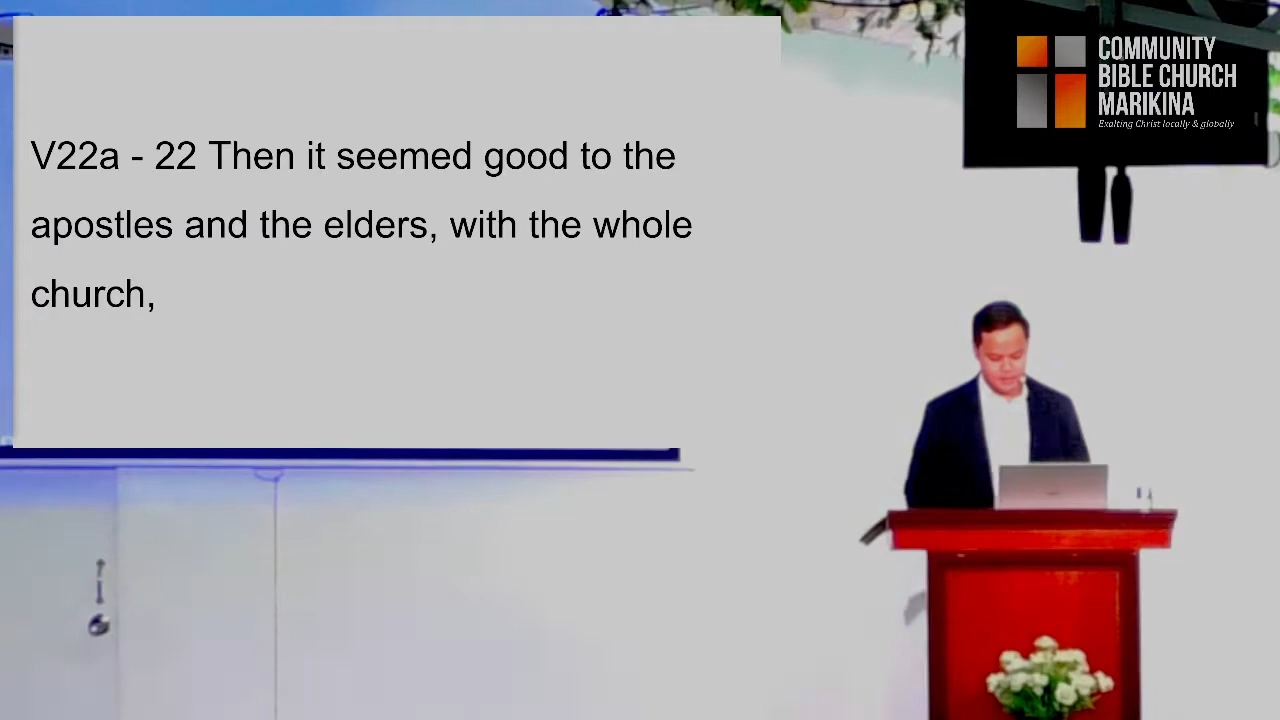 V22a - 22 Then it seemed good to the
apostles and the elders, with the whole
church,
COMMUNITY
BIBLE CHURCH
MARIKINA
Exalting Christ locally & globally